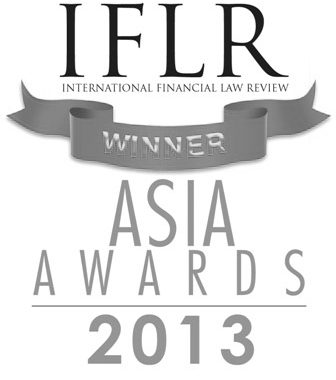 IFLR
INTERNATIONAL FINANCIAL LAW REVIEW
WINNER
ASIA
AWARDS
2013